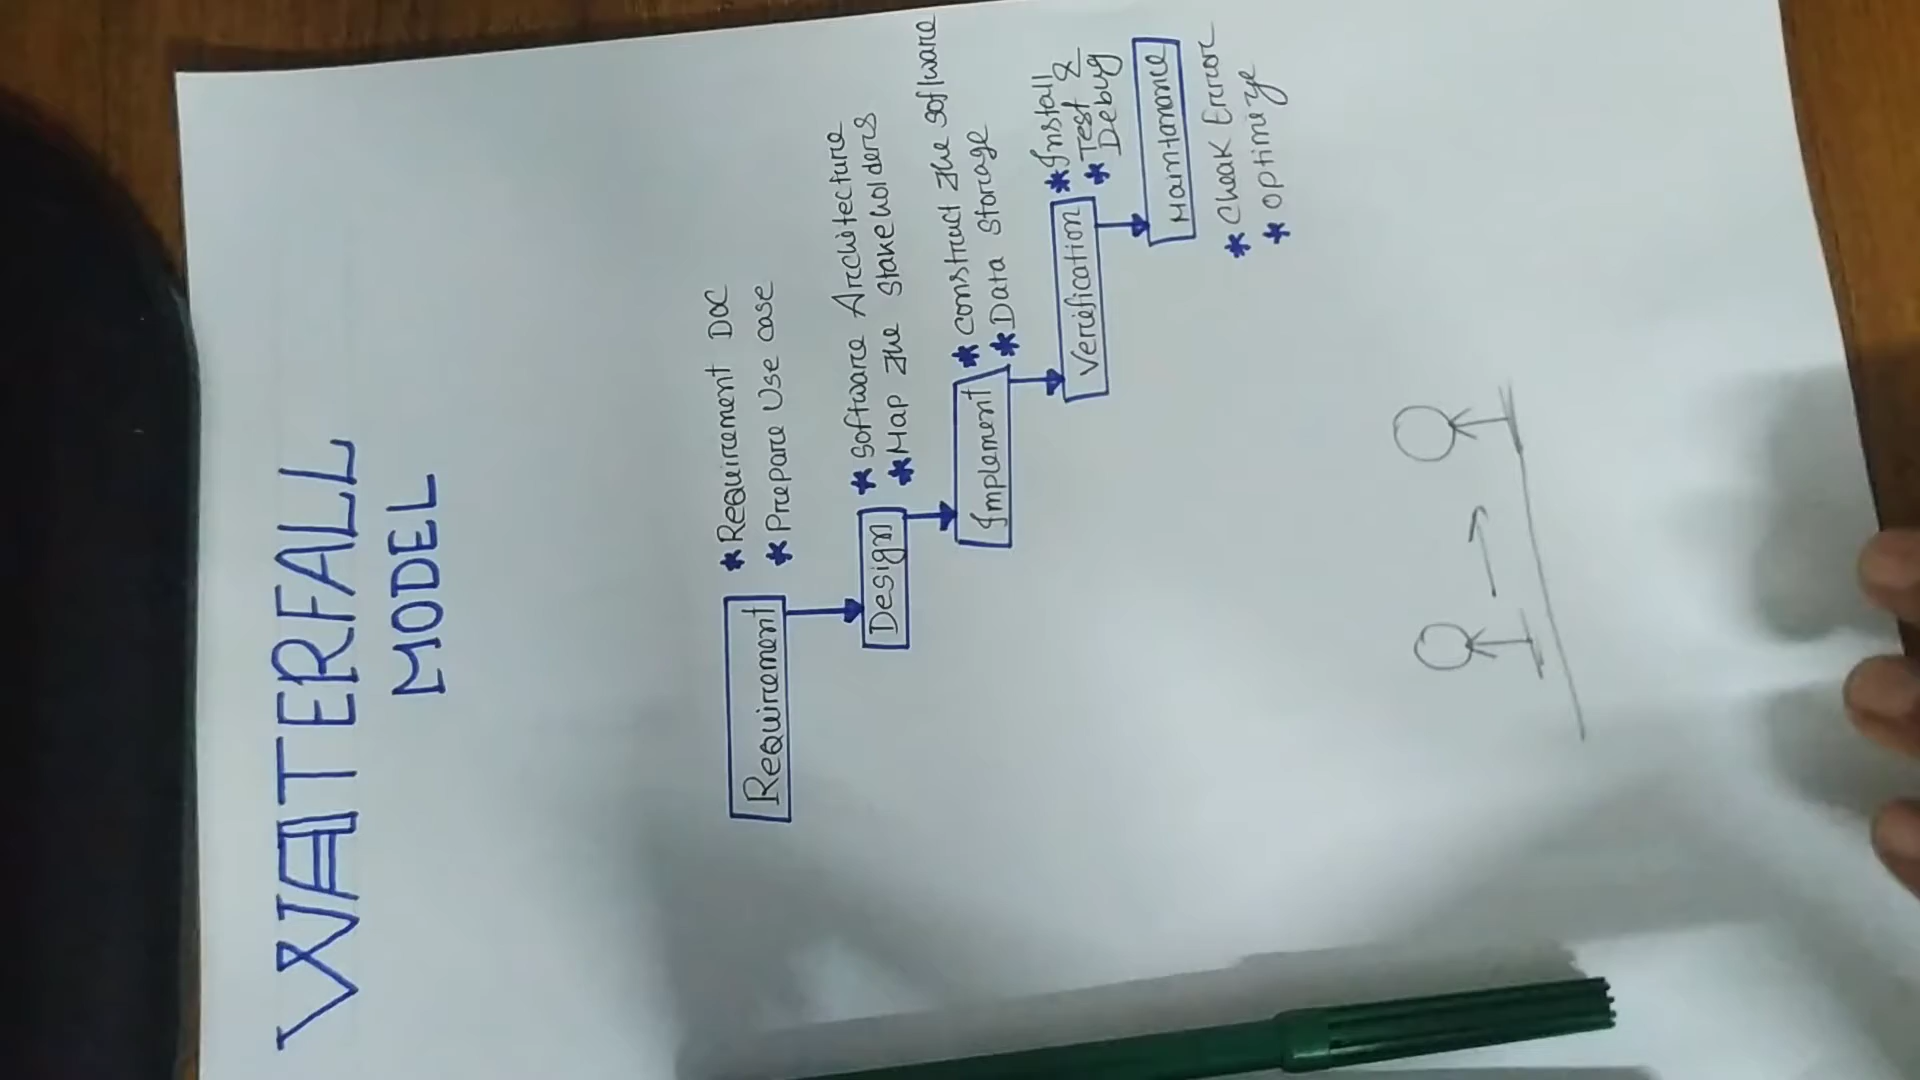 WATERFALL
MODEL
Requirement
* Requirement DOC
* Prepare Use case
Design
* Software Architecture
* Map The Stakeholders
Implement
* Construct The software
* Data Storage
Verification
* Install
* Test &
Debug
Maintanance
* Cheak Error
* Optimize